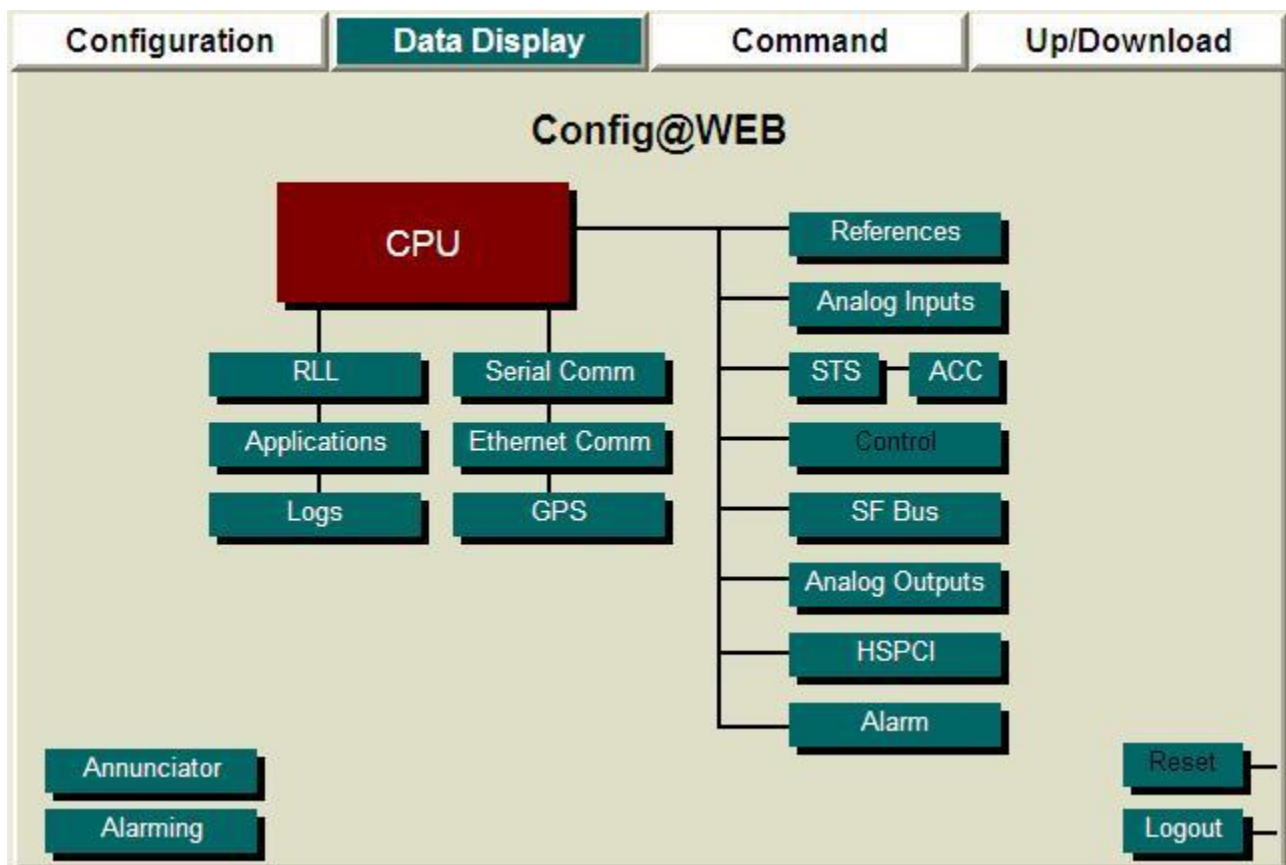 Configuration
Data Display
Command
Up/Download
Config@WEB
CPU
RLL
Applications
Logs
Serial Comm
Ethernet Comm
GPS
References
Analog Inputs
STS
ACC
Control
SF Bus
Analog Outputs
HSPCI
Alarm
Annunciator
Alarming
Reset
Logout